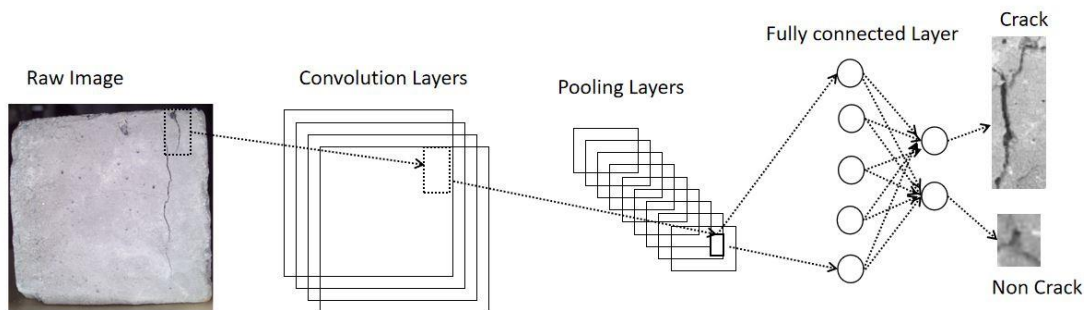 Raw Image
Convolution Layers
Pooling Layers
Fully connected Layer
Crack
Non Crack